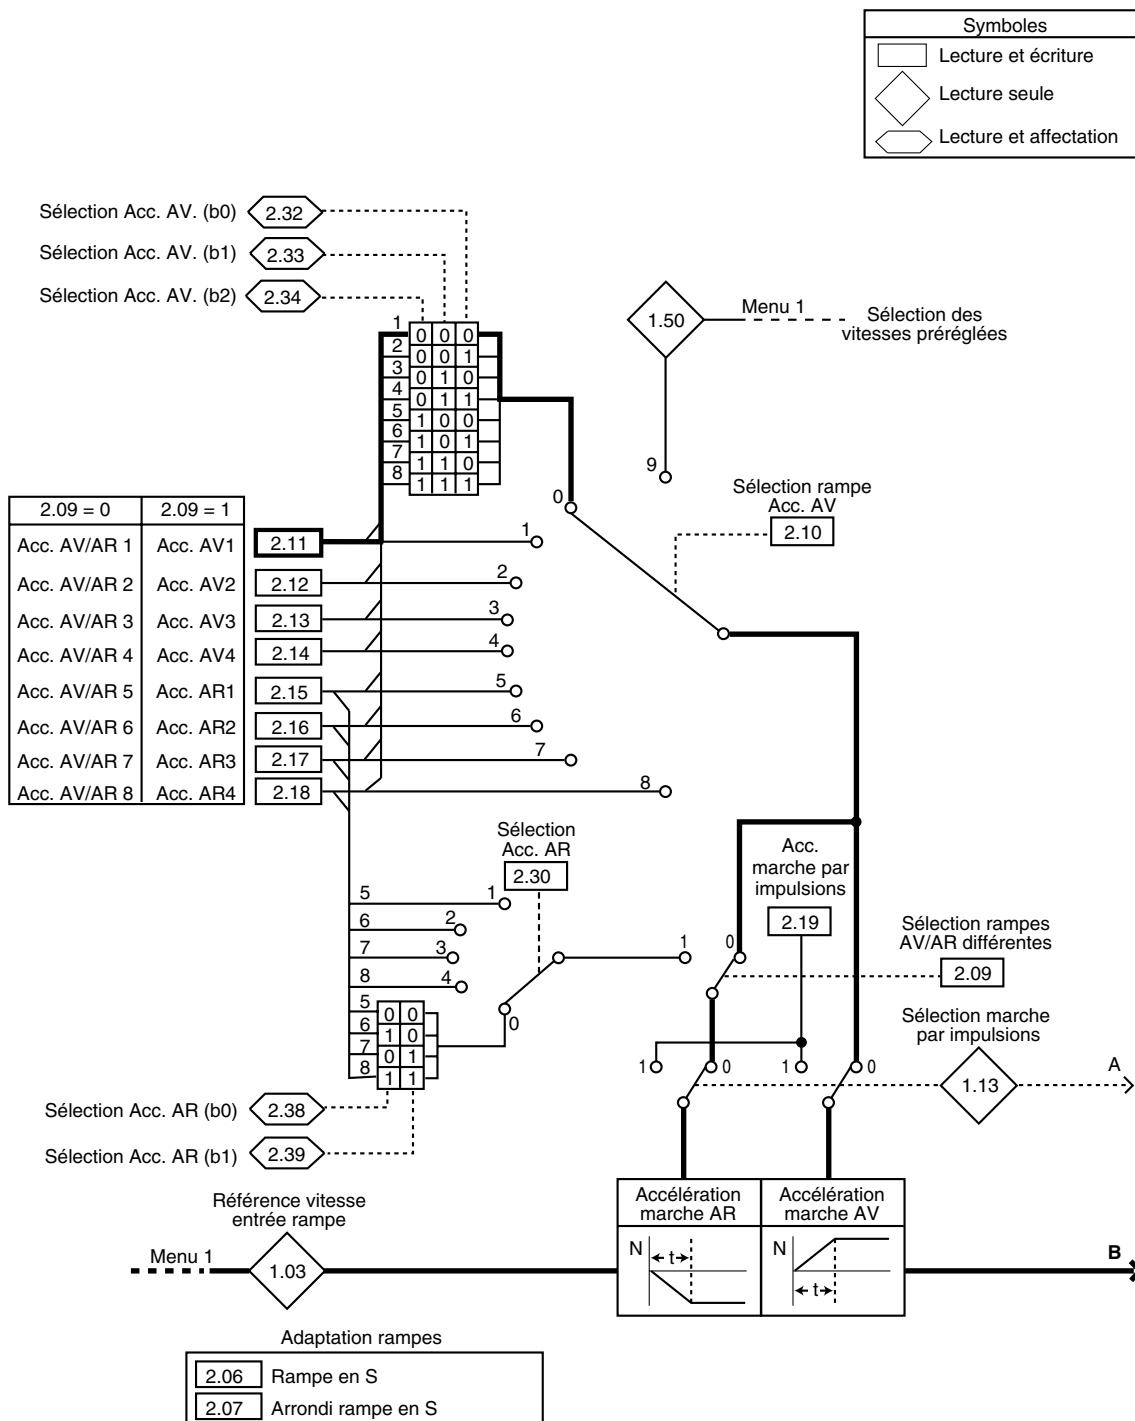 Symboles
Lecture et écriture
Lecture seule
Lecture et affectation
Sélection Acc. AV. (b0) 2.32
Sélection Acc. AV. (b1) 2.33
Sélection Acc. AV. (b2) 2.34
1 0 0 0
2 0 0 1
3 0 1 0
4 0 1 1
5 1 0 0
6 1 0 1
7 1 1 0
8 1 1 1
1.50 Menu 1
Sélection des
vitesses préréglées
9
0
Sélection rampe
Acc. AV
2.10
2.09 = 0 2.09 = 1
Acc. AV/AR 1 Acc. AV1 2.11 1
Acc. AV/AR 2 Acc. AV2 2.12 2
Acc. AV/AR 3 Acc. AV3 2.13 3
Acc. AV/AR 4 Acc. AV4 2.14 4
Acc. AV/AR 5 Acc. AR1 2.15 5
Acc. AV/AR 6 Acc. AR2 2.16 6
Acc. AV/AR 7 Acc. AR3 2.17 7
Acc. AV/AR 8 Acc. AR4 2.18 8
Sélection
Acc. AR
2.30
Acc.
marche par
impulsions
2.19
5 1
6 2
7 3
8 4
0
5 0 0
6 1 0
7 0 1
8 1 1
1 0
Sélection rampes
AV/AR différentes
2.09
Sélection marche
par impulsions
1 0 1 0
1.13 A
Sélection Acc. AR (b0) 2.38
Sélection Acc. AR (b1) 2.39
Référence vitesse
entrée rampe
Menu 1 1.03
Accélération
marche AR
N t
Accélération
marche AV
N t
B
Adaptation rampes
2.06 Rampe en S
2.07 Arrondi rampe en S